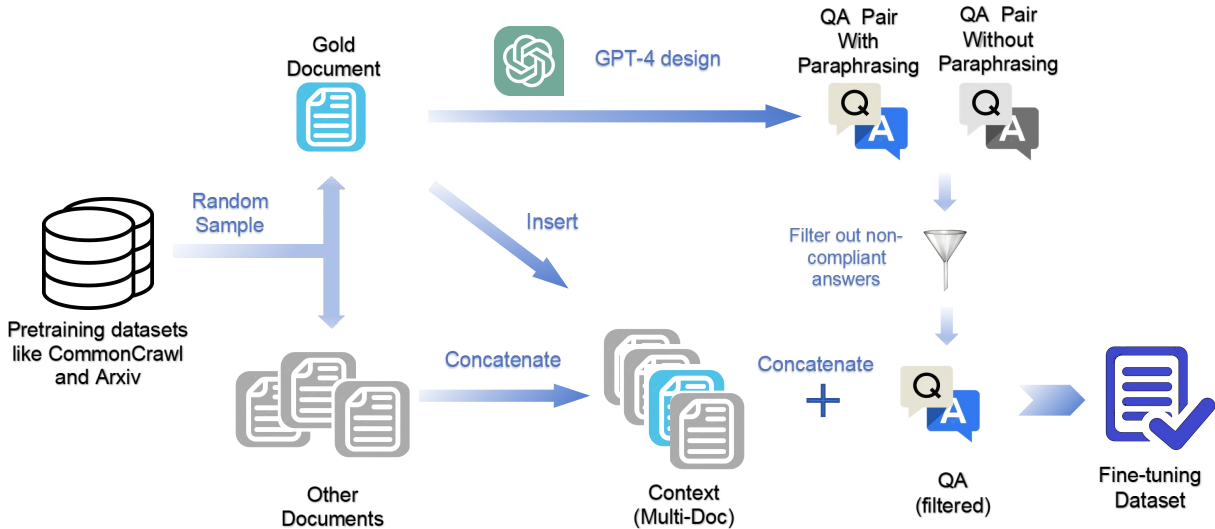 Gold
Document
GPT-4 design
QA Pair
With
Paraphrasing
QA Pair
Without
Paraphrasing
Q
A
Q
A
Random
Sample
Insert
Filter out non-
compliant
answers
Pretraining datasets
like CommonCrawl
and Arxiv
Concatenate
Concatenate
+
Q
A
Other
Documents
Context
(Multi-Doc)
QA
(filtered)
Fine-tuning
Dataset